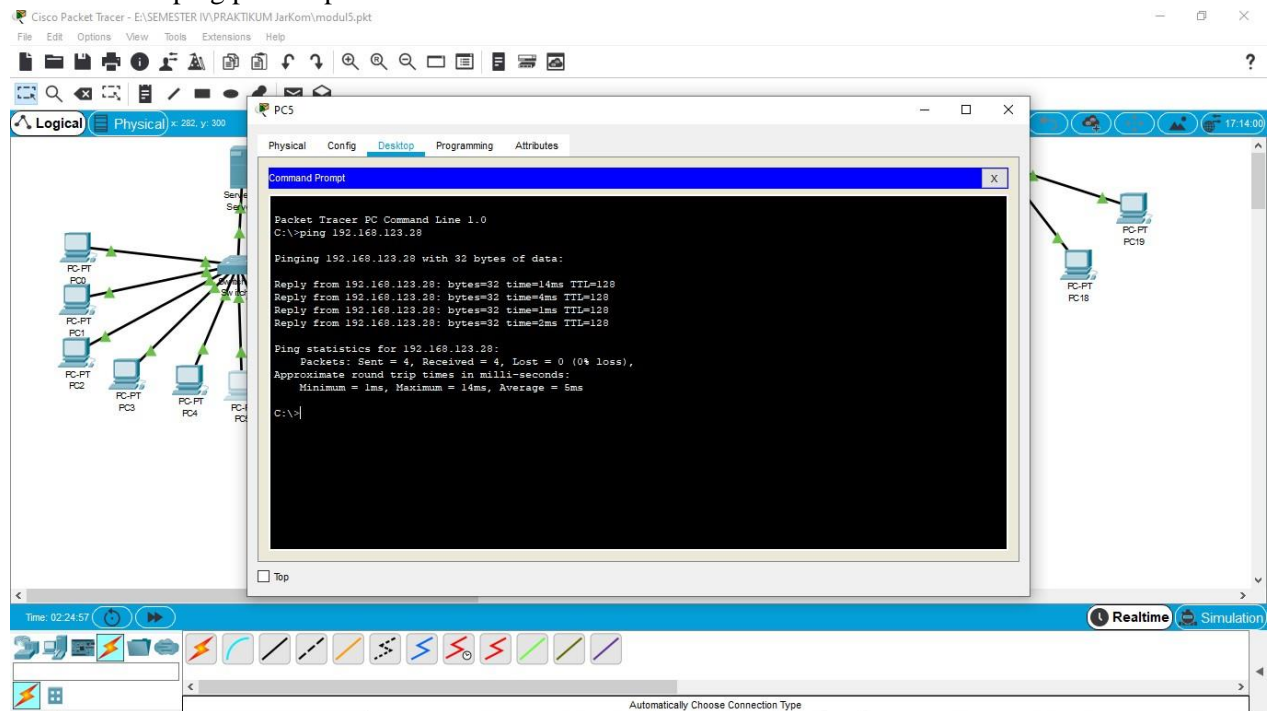 Cisco Packet Tracer - E:\SEMESTER IV\PRAKTIKUM JarKom\modul5.pkt
File Edit Options View Tools Extensions Help
?
PC5
Logical Physical x: 282, y: 300
17:14:00
Physical Config Desktop Programming Attributes
Command Prompt X
Packet Tracer PC Command Line 1.0
C:\>ping 192.168.123.28
Pinging 192.168.123.28 with 32 bytes of data:
Reply from 192.168.123.28: bytes=32 time=14ms TTL=128
Reply from 192.168.123.28: bytes=32 time=4ms TTL=128
Reply from 192.168.123.28: bytes=32 time=1ms TTL=128
Reply from 192.168.123.28: bytes=32 time=2ms TTL=128
Ping statistics for 192.168.123.28:
Packets: Sent = 4, Received = 4, Lost = 0 (0% loss),
Approximate round trip times in milli-seconds:
Minimum = 1ms, Maximum = 14ms, Average = 5ms
C:\>
PC-PT
PC0
PC-PT
PC1
PC-PT
PC2
PC-PT
PC3
PC-PT
PC4
PC-PT
PC19
PC-PT
PC18
Top
Time: 02:24:57
Realtime Simulation
Automatically Choose Connection Type